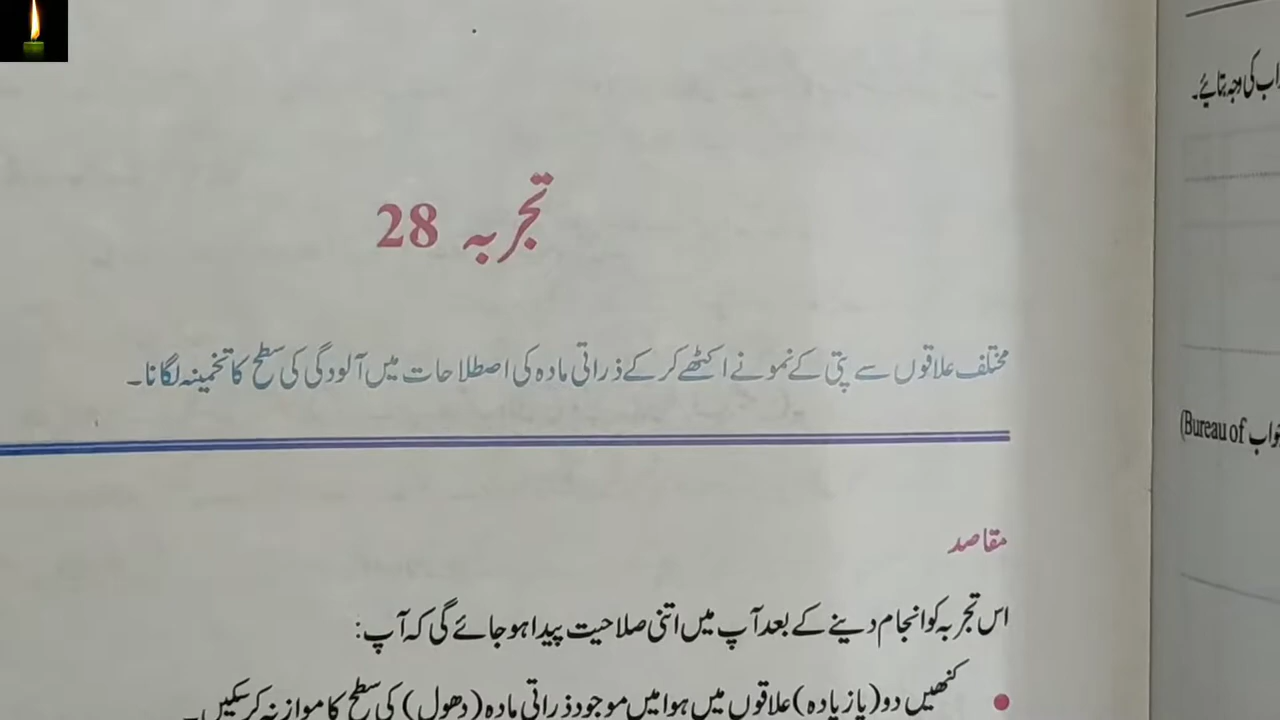 تجربہ 28
مختلف علاقوں سے پتی کے نمونے اکٹھے کر کے ذراتی مادہ کی اصطلاحات میں آلودگی کی سطح کا تخمینہ لگانا۔
مقاصد
اس تجربہ کو انجام دینے کے بعد آپ میں اتنی صلاحیت پیدا ہو جائے گی کہ آپ:
• کنھیں دو (یا زیادہ) علاقوں میں ہوا میں موجود ذراتی مادہ (دھول) کی سطح کا موازنہ کر سکیں۔
کی وجہ بتائیے۔
(Bureau of